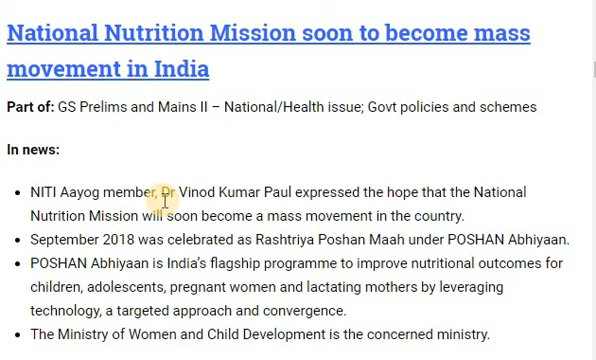 National Nutrition Mission soon to become mass
movement in India
Part of: GS Prelims and Mains II – National/Health issue; Govt policies and schemes
In news:
• NITI Aayog member, Dr Vinod Kumar Paul expressed the hope that the National
Nutrition Mission will soon become a mass movement in the country.
• September 2018 was celebrated as Rashtriya Poshan Maah under POSHAN Abhiyaan.
• POSHAN Abhiyaan is India's flagship programme to improve nutritional outcomes for
children, adolescents, pregnant women and lactating mothers by leveraging
technology, a targeted approach and convergence.
• The Ministry of Women and Child Development is the concerned ministry.